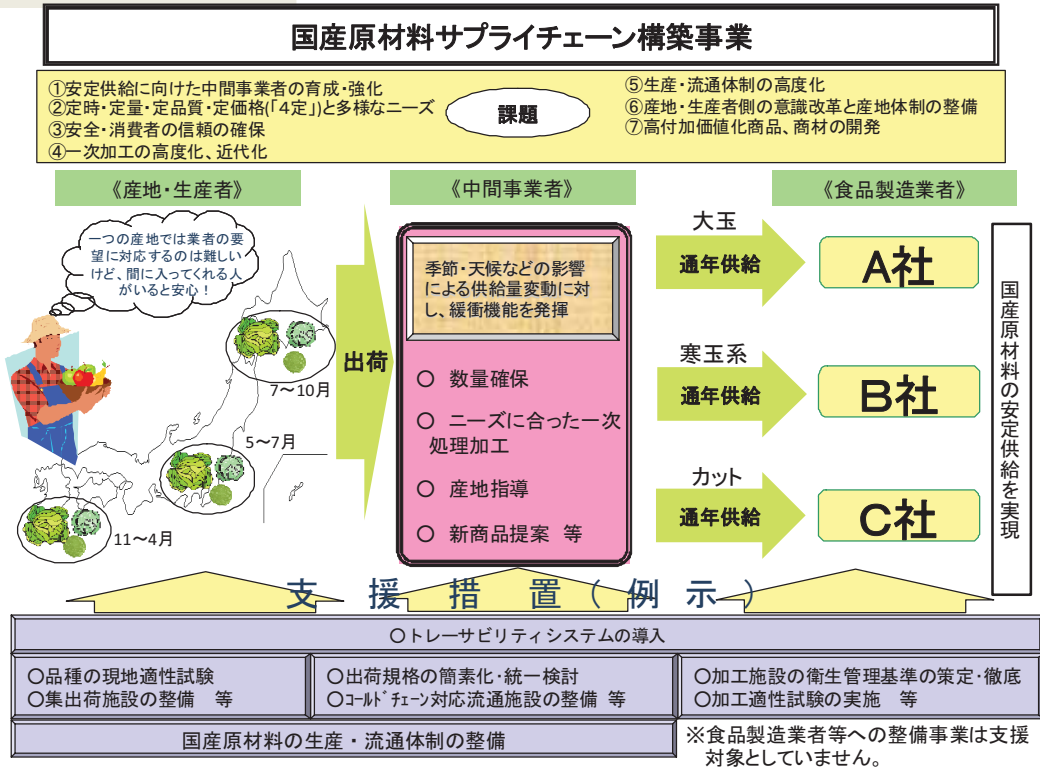 国産原材料サプライチェーン構築事業
①安定供給に向けた中間事業者の育成・強化
②定時・定量・定品質・定価格(｢４定｣)と多様なニーズ
③安全・消費者の信頼の確保
④一次加工の高度化、近代化
課題
⑤生産・流通体制の高度化
⑥産地・生産者側の意識改革と産地体制の整備
⑦高付加価値化商品、商材の開発
《産地・生産者》
《中間事業者》
《食品製造業者》
一つの産地では業者の要
望に対応するのは難しい
けど、間に入ってくれる人
がいると安心！
7～10月
5～7月
11～4月
出荷
季節・天候などの影響
による供給量変動に対
し、緩衝機能を発揮
○ 数量確保
○ ニーズに合った一次
処理加工
○ 産地指導
○ 新商品提案 等
大玉
通年供給
A社
寒玉系
通年供給
B社
カット
通年供給
C社
国産原材料の安定供給を実現
支援措置（例示）
○トレーサビリティシステムの導入
○品種の現地適性試験
○集出荷施設の整備 等
○出荷規格の簡素化・統一検討
○コールドチェーン対応流通施設の整備 等
○加工施設の衛生管理基準の策定・徹底
○加工適性試験の実施 等
国産原材料の生産・流通体制の整備
※食品製造業者等への整備事業は支援
対象としていません。